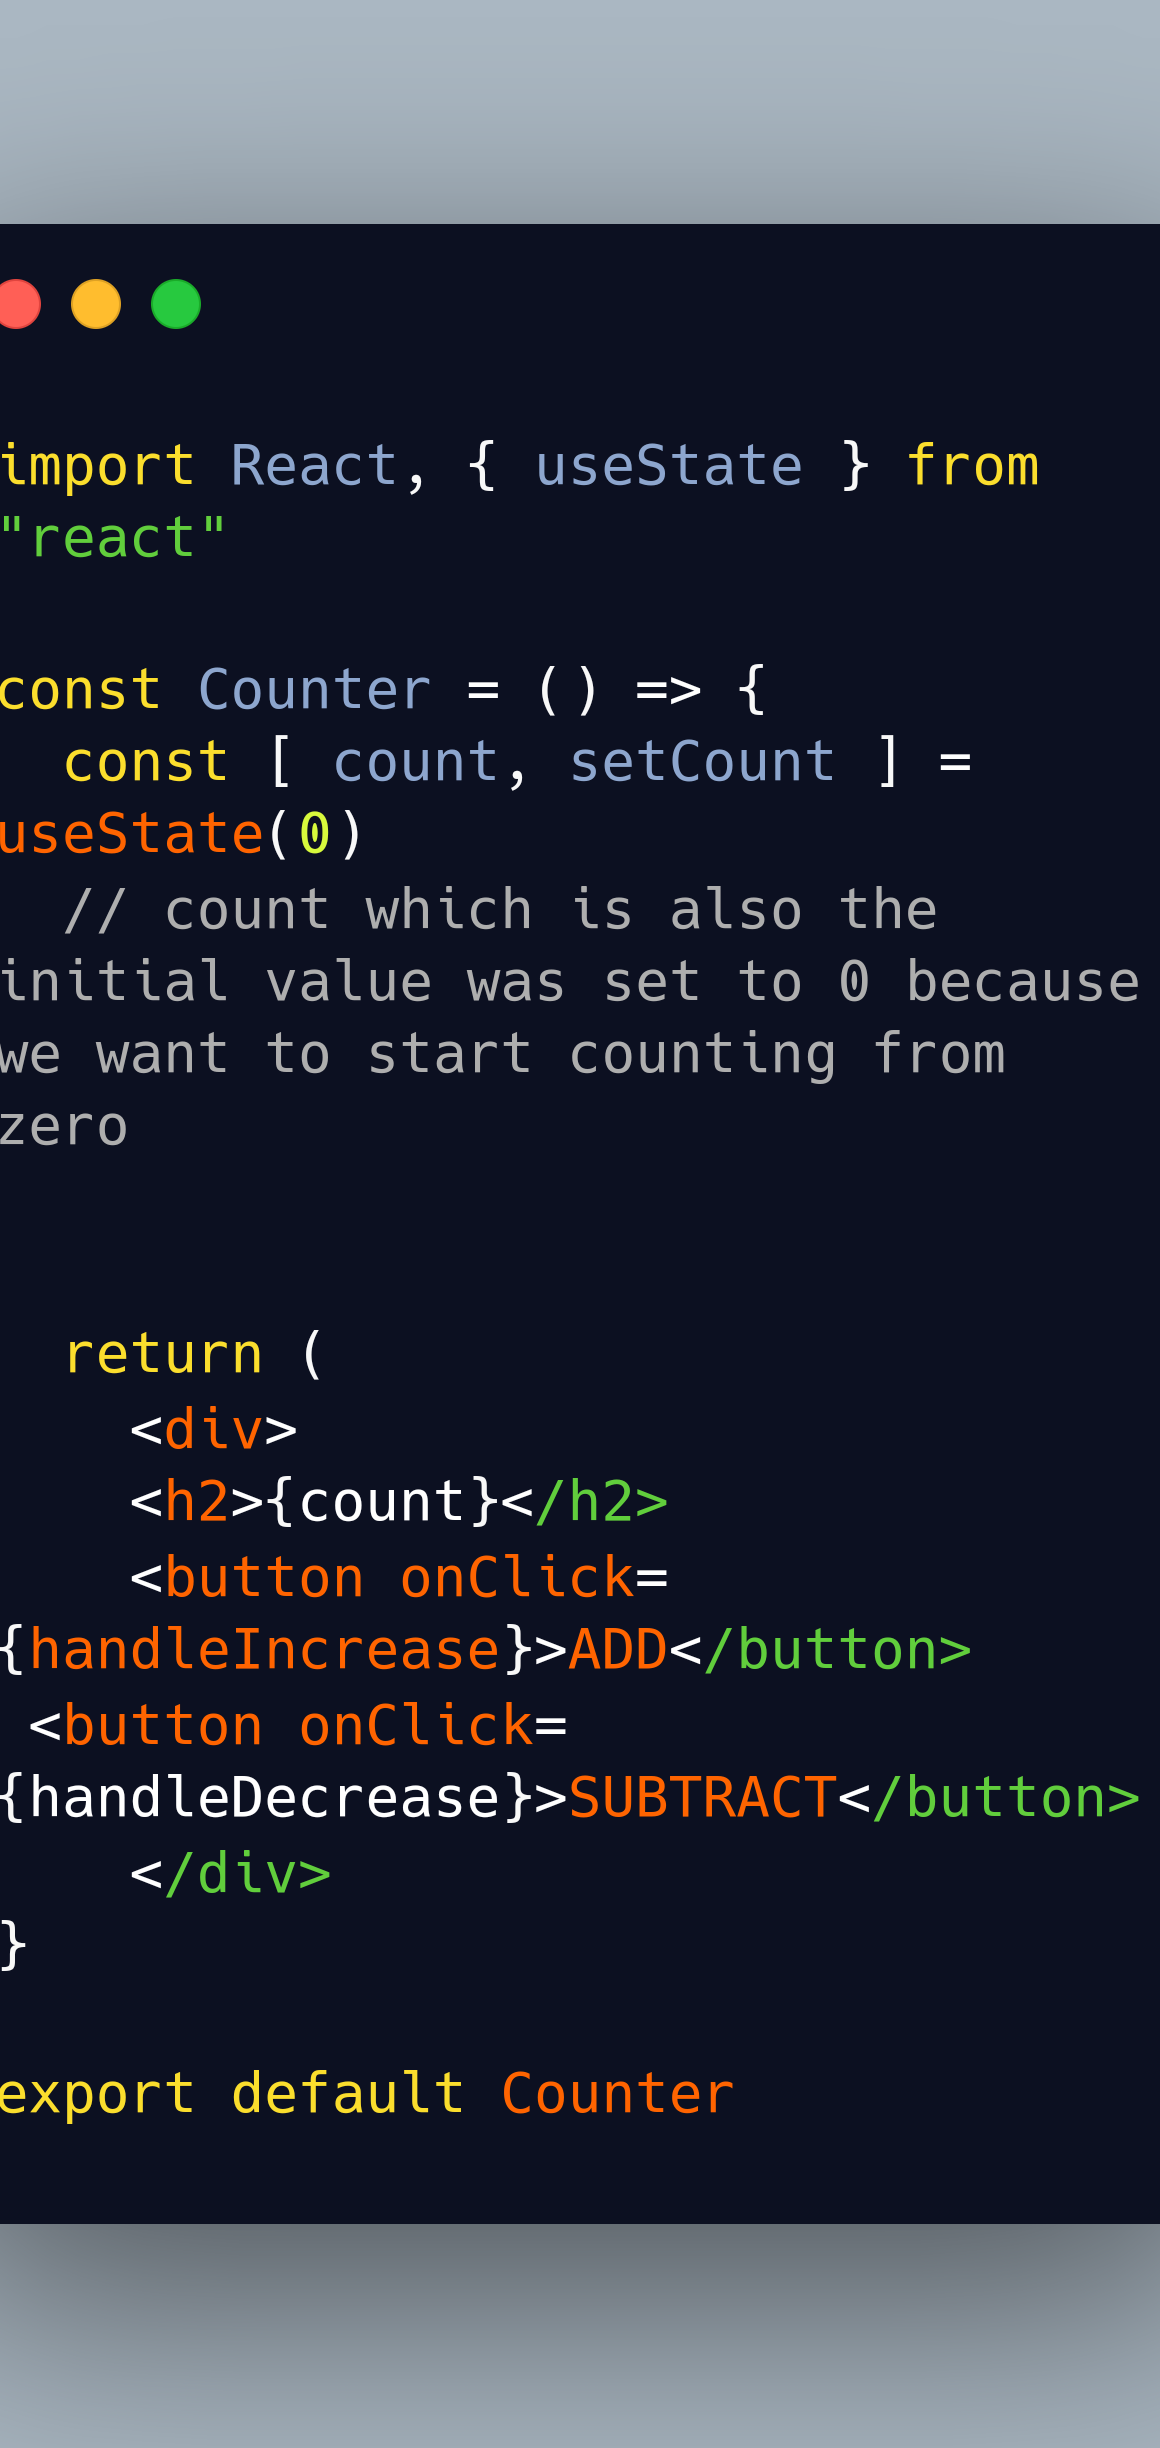 import React, { useState } from
"react"
const Counter = () => {
const [ count, setCount ] =
useState(0)
// count which is also the
initial value was set to 0 because
we want to start counting from
zero
return (
<div>
<h2>{count}</h2>
<button onClick=
{handleIncrease}>ADD</button>
<button onClick=
{handleDecrease}>SUBTRACT</button>
</div>
}
export default Counter